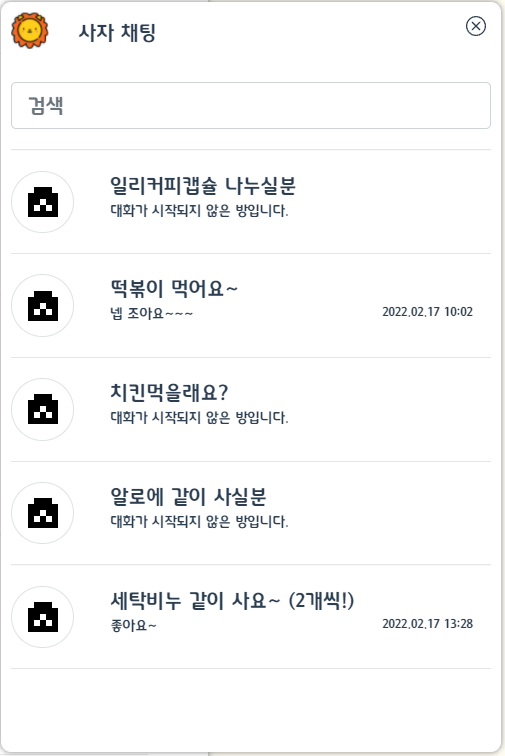 사자 채팅
검색
일리커피캡슐 나누실분
대화가 시작되지 않은 방입니다.
떡볶이 먹어요~
넵 조아요~~~
2022.02.17 10:02
치킨먹을래요?
대화가 시작되지 않은 방입니다.
알로에 같이 사실분
대화가 시작되지 않은 방입니다.
세탁비누 같이 사요~ (2개씩!)
좋아요~
2022.02.17 13:28